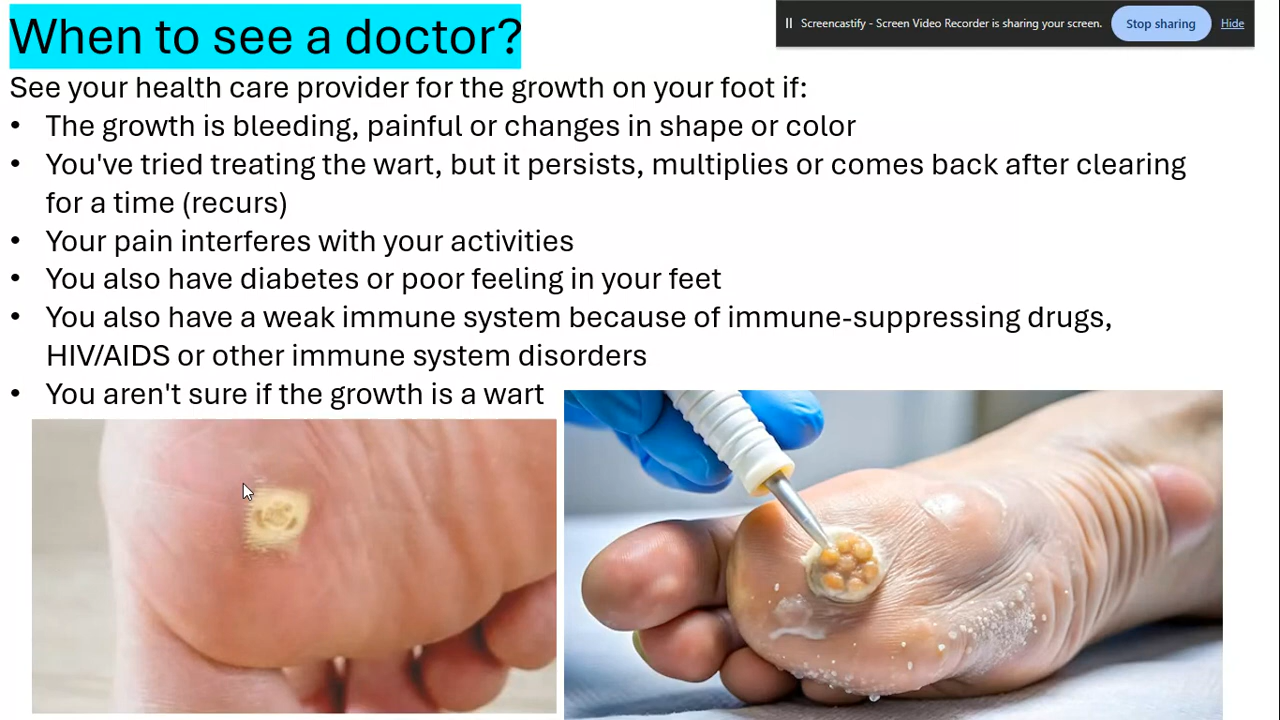 When to see a doctor?
Screencastify - Screen Video Recorder is sharing your screen. Stop sharing Hide
See your health care provider for the growth on your foot if:
• The growth is bleeding, painful or changes in shape or color
• You've tried treating the wart, but it persists, multiplies or comes back after clearing
for a time (recurs)
• Your pain interferes with your activities
• You also have diabetes or poor feeling in your feet
• You also have a weak immune system because of immune-suppressing drugs,
HIV/AIDS or other immune system disorders
• You aren't sure if the growth is a wart